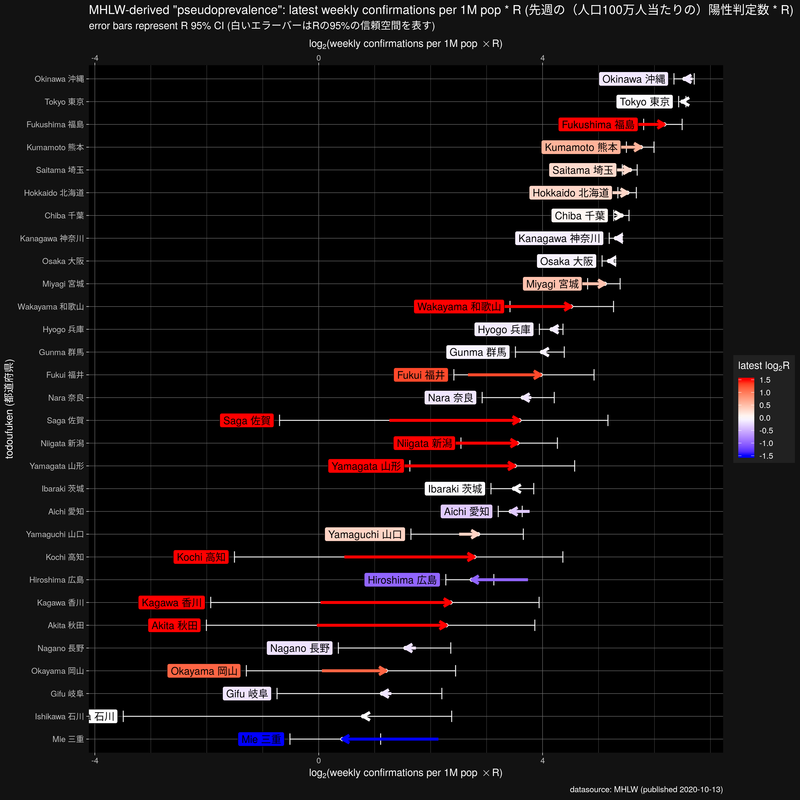 MHLW-derived "pseudoprevalence": latest weekly confirmations per 1M pop * R (先週の（人口100万人当たりの）陽性判定数 * R)
error bars represent R 95% CI (白いエラーバーはRの95%の信頼空間を表す)
log2(weekly confirmations per 1M pop × R)
-4 0 4
Okinawa 沖縄 Okinawa 沖縄
Tokyo 東京 Tokyo 東京
Fukushima 福島 Fukushima 福島
Kumamoto 熊本 Kumamoto 熊本
Saitama 埼玉 Saitama 埼玉
Hokkaido 北海道 Hokkaido 北海道
Chiba 千葉 Chiba 千葉
Kanagawa 神奈川 Kanagawa 神奈川
Osaka 大阪 Osaka 大阪
Miyagi 宮城 Miyagi 宮城
Wakayama 和歌山 Wakayama 和歌山
Hyogo 兵庫 Hyogo 兵庫
Gunma 群馬 Gunma 群馬
Fukui 福井 Fukui 福井
Nara 奈良 Nara 奈良
Saga 佐賀 Saga 佐賀
Niigata 新潟 Niigata 新潟
Yamagata 山形 Yamagata 山形
Ibaraki 茨城 Ibaraki 茨城
Aichi 愛知 Aichi 愛知
Yamaguchi 山口 Yamaguchi 山口
Kochi 高知 Kochi 高知
Hiroshima 広島 Hiroshima 広島
Kagawa 香川 Kagawa 香川
Akita 秋田 Akita 秋田
Nagano 長野 Nagano 長野
Okayama 岡山 Okayama 岡山
Gifu 岐阜 Gifu 岐阜
Ishikawa 石川 石川
Mie 三重 Mie 三重
-4 0 4
log2(weekly confirmations per 1M pop × R)
todoufuken (都道府県)
latest log2R
1.5
1.0
0.5
0.0
-0.5
-1.0
-1.5
datasource: MHLW (published 2020-10-13)